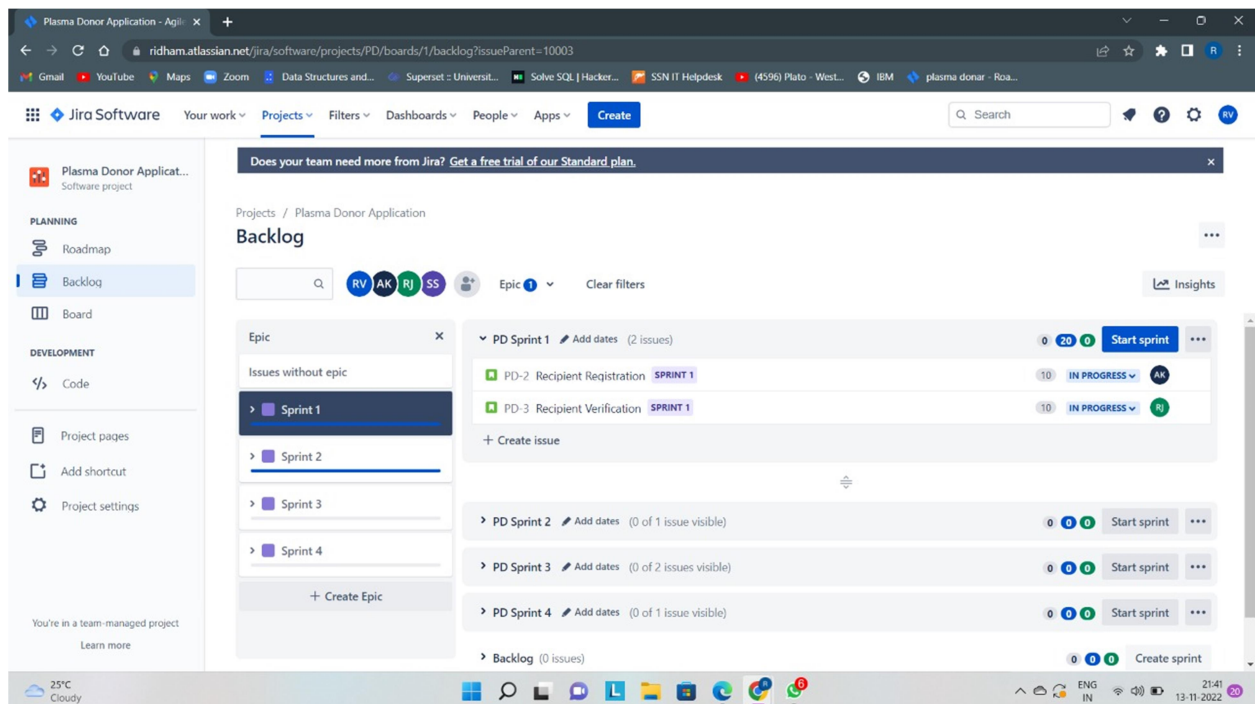 Plasma Donor Application - Agile
ridham.atlassian.net/jira/software/projects/PD/boards/1/backlog?issueParent=10003
R
Gmail YouTube Maps Zoom Data Structures and... Superset :: Universit... Solve SQL | Hacker... SSN IT Helpdesk (4596) Plato - West... IBM plasma donar - Roa...
Jira Software Your work Projects Filters Dashboards People Apps Create Search RV
Does your team need more from Jira? Get a free trial of our Standard plan.
Plasma Donor Applicat...
Software project
PLANNING
Roadmap
Backlog
Board
DEVELOPMENT
Code
Project pages
Add shortcut
Project settings
You're in a team-managed project
Learn more
Projects / Plasma Donor Application
Backlog
RV AK RJ SS Epic 1 Clear filters Insights
Epic
Issues without epic
Sprint 1
Sprint 2
Sprint 3
Sprint 4
+ Create Epic
PD Sprint 1 Add dates (2 issues) 0 20 0 Start sprint
PD-2 Recipient Registration SPRINT 1 10 IN PROGRESS AK
PD-3 Recipient Verification SPRINT 1 10 IN PROGRESS RJ
+ Create issue
PD Sprint 2 Add dates (0 of 1 issue visible) 0 0 0 Start sprint
PD Sprint 3 Add dates (0 of 2 issues visible) 0 0 0 Start sprint
PD Sprint 4 Add dates (0 of 1 issue visible) 0 0 0 Start sprint
Backlog (0 issues) 0 0 0 Create sprint
25°C
Cloudy
L
R
6
ENG
IN
21:41
13-11-2022
20